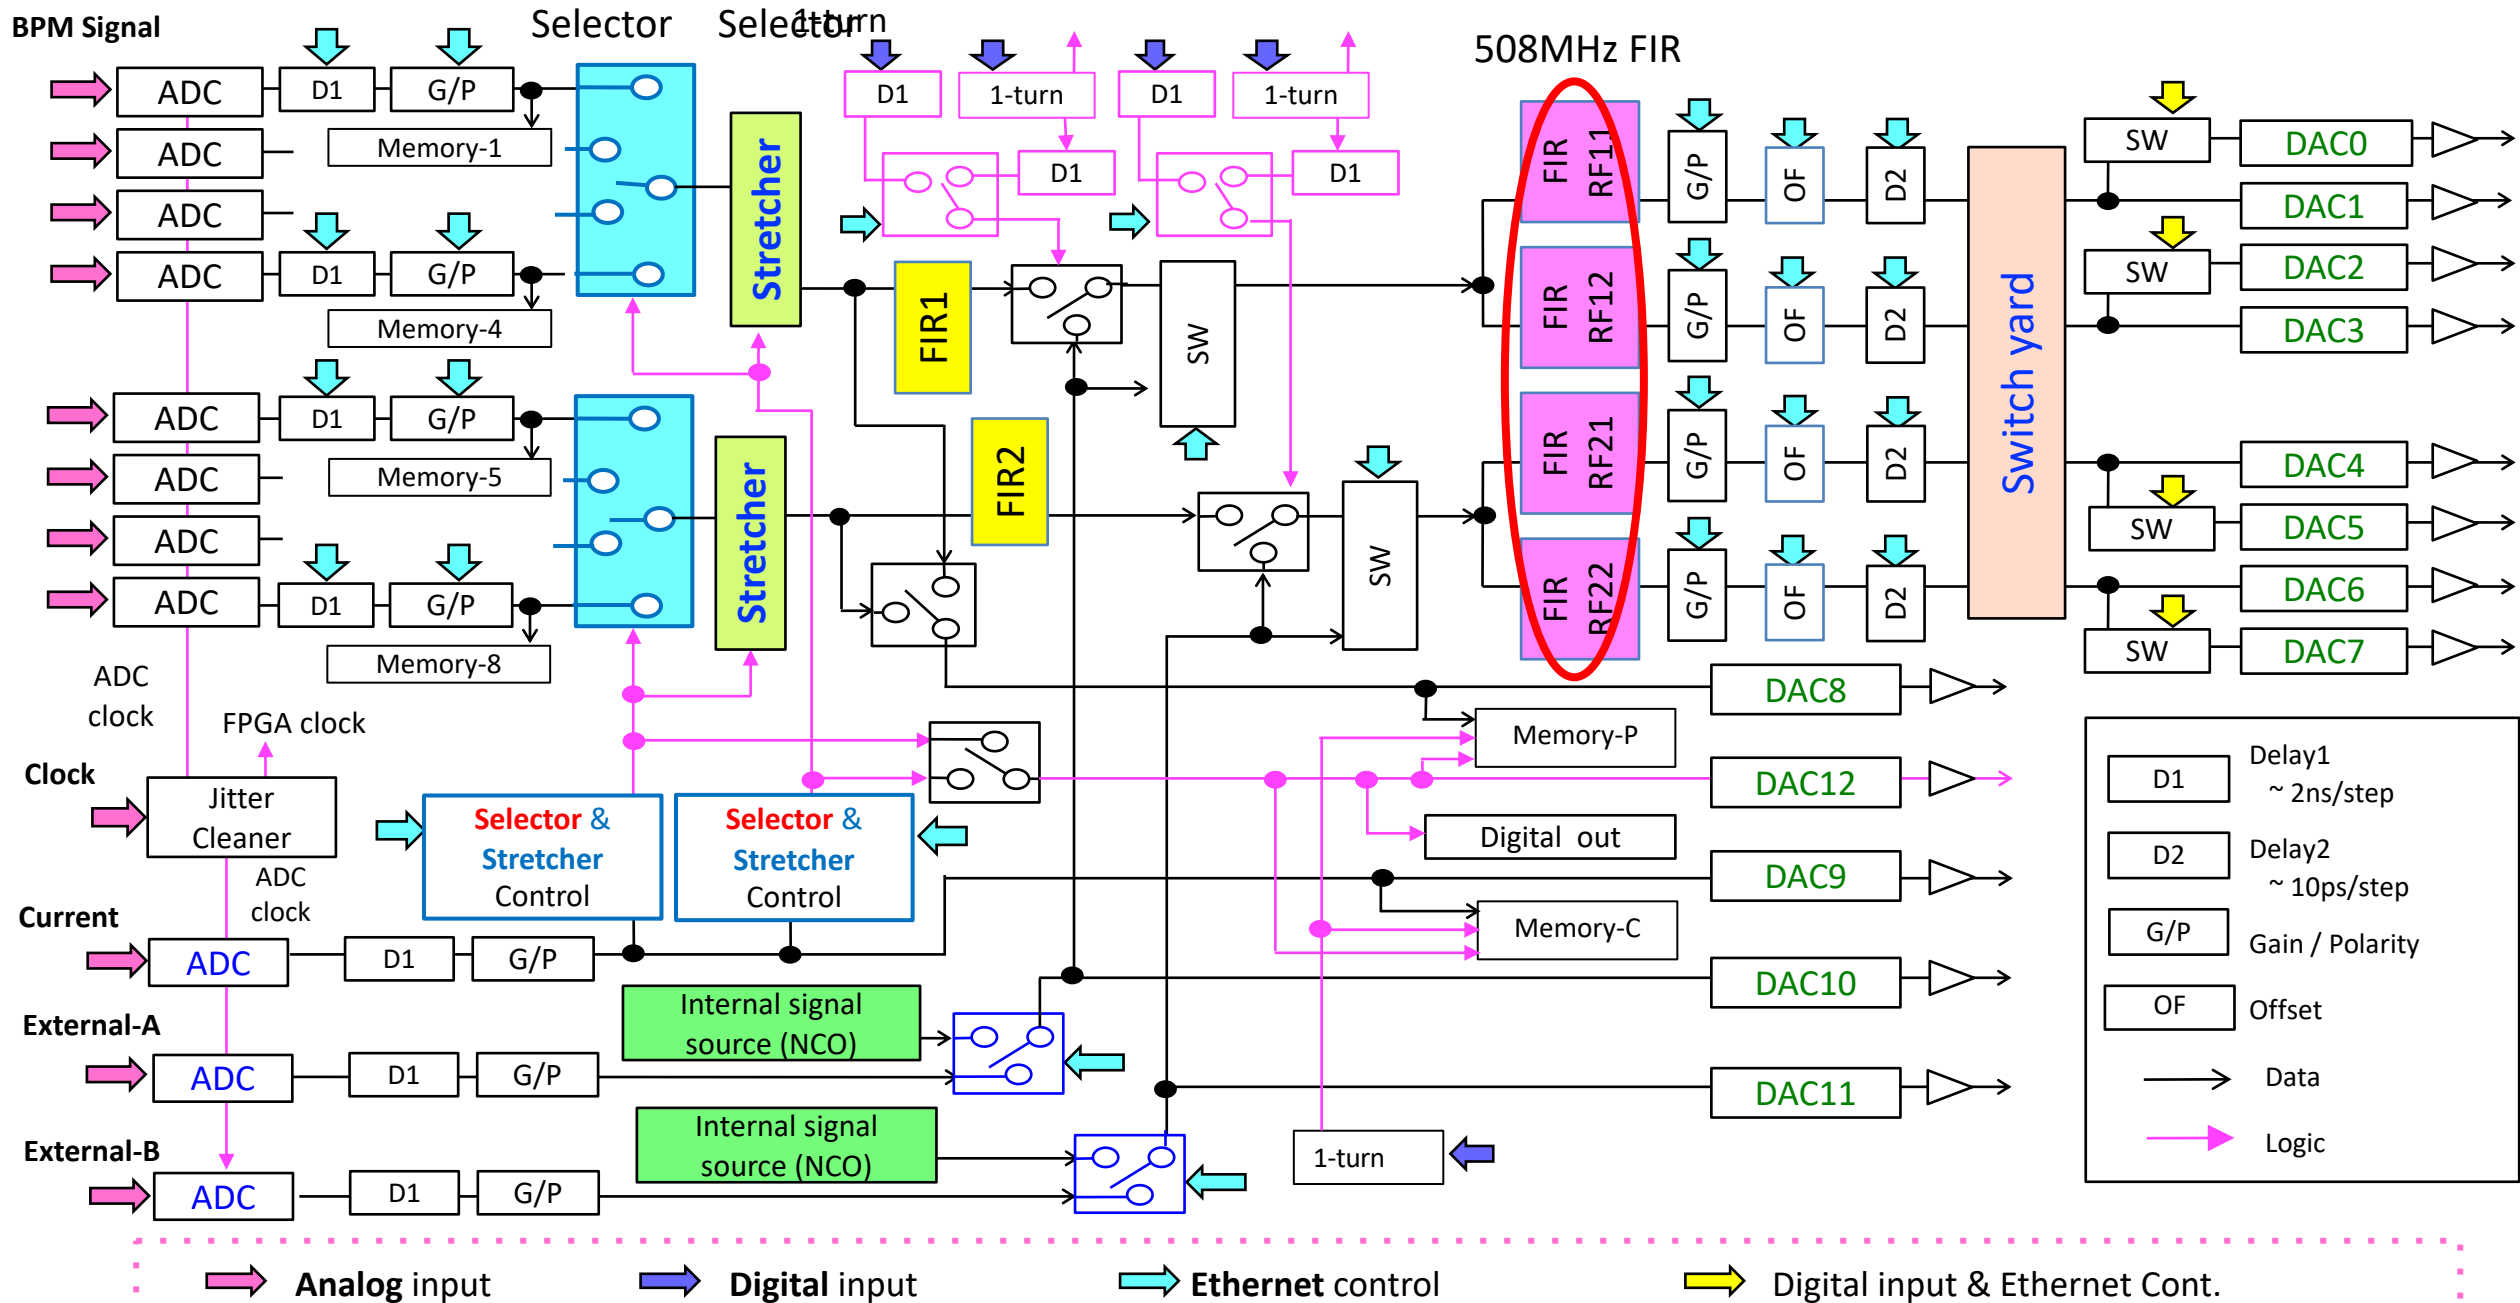 BPM Signal
Selector
Selector
1-turn
508MHz FIR
ADC
D1
G/P
Memory-1
ADC
ADC
ADC
D1
G/P
Memory-4
ADC
D1
G/P
Memory-5
ADC
ADC
ADC
D1
G/P
Memory-8
Stretcher
Stretcher
D1
1-turn
D1
D1
1-turn
D1
FIR1
FIR2
SW
SW
FIR
RF11
FIR
RF12
FIR
RF21
FIR
RF22
G/P
OF
D2
G/P
OF
D2
G/P
OF
D2
G/P
OF
D2
Switch yard
SW
DAC0
DAC1
SW
DAC2
DAC3
DAC4
SW
DAC5
DAC6
SW
DAC7
ADC
clock
FPGA clock
Clock
Jitter
Cleaner
ADC
clock
Selector &
Stretcher
Control
Selector &
Stretcher
Control
DAC8
Memory-P
DAC12
Digital out
DAC9
Memory-C
DAC10
DAC11
1-turn
Current
ADC
D1
G/P
External-A
ADC
D1
G/P
Internal signal
source (NCO)
External-B
ADC
D1
G/P
Internal signal
source (NCO)
D1
Delay1
~ 2ns/step
D2
Delay2
~ 10ps/step
G/P
Gain / Polarity
OF
Offset
Data
Logic
Analog input
Digital input
Ethernet control
Digital input & Ethernet Cont.